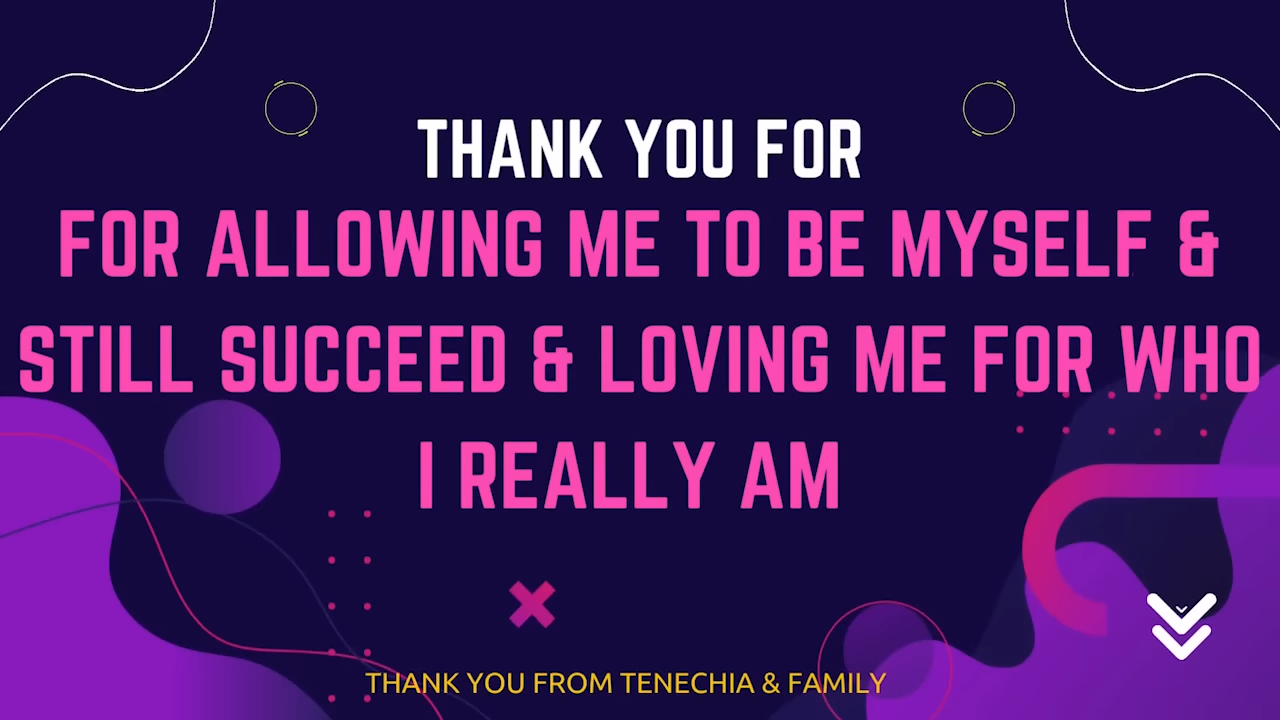 THANK YOU FOR
FOR ALLOWING ME TO BE MYSELF &
STILL SUCCEED & LOVING ME FOR WHO
I REALLY AM
THANK YOU FROM TENECHIA & FAMILY